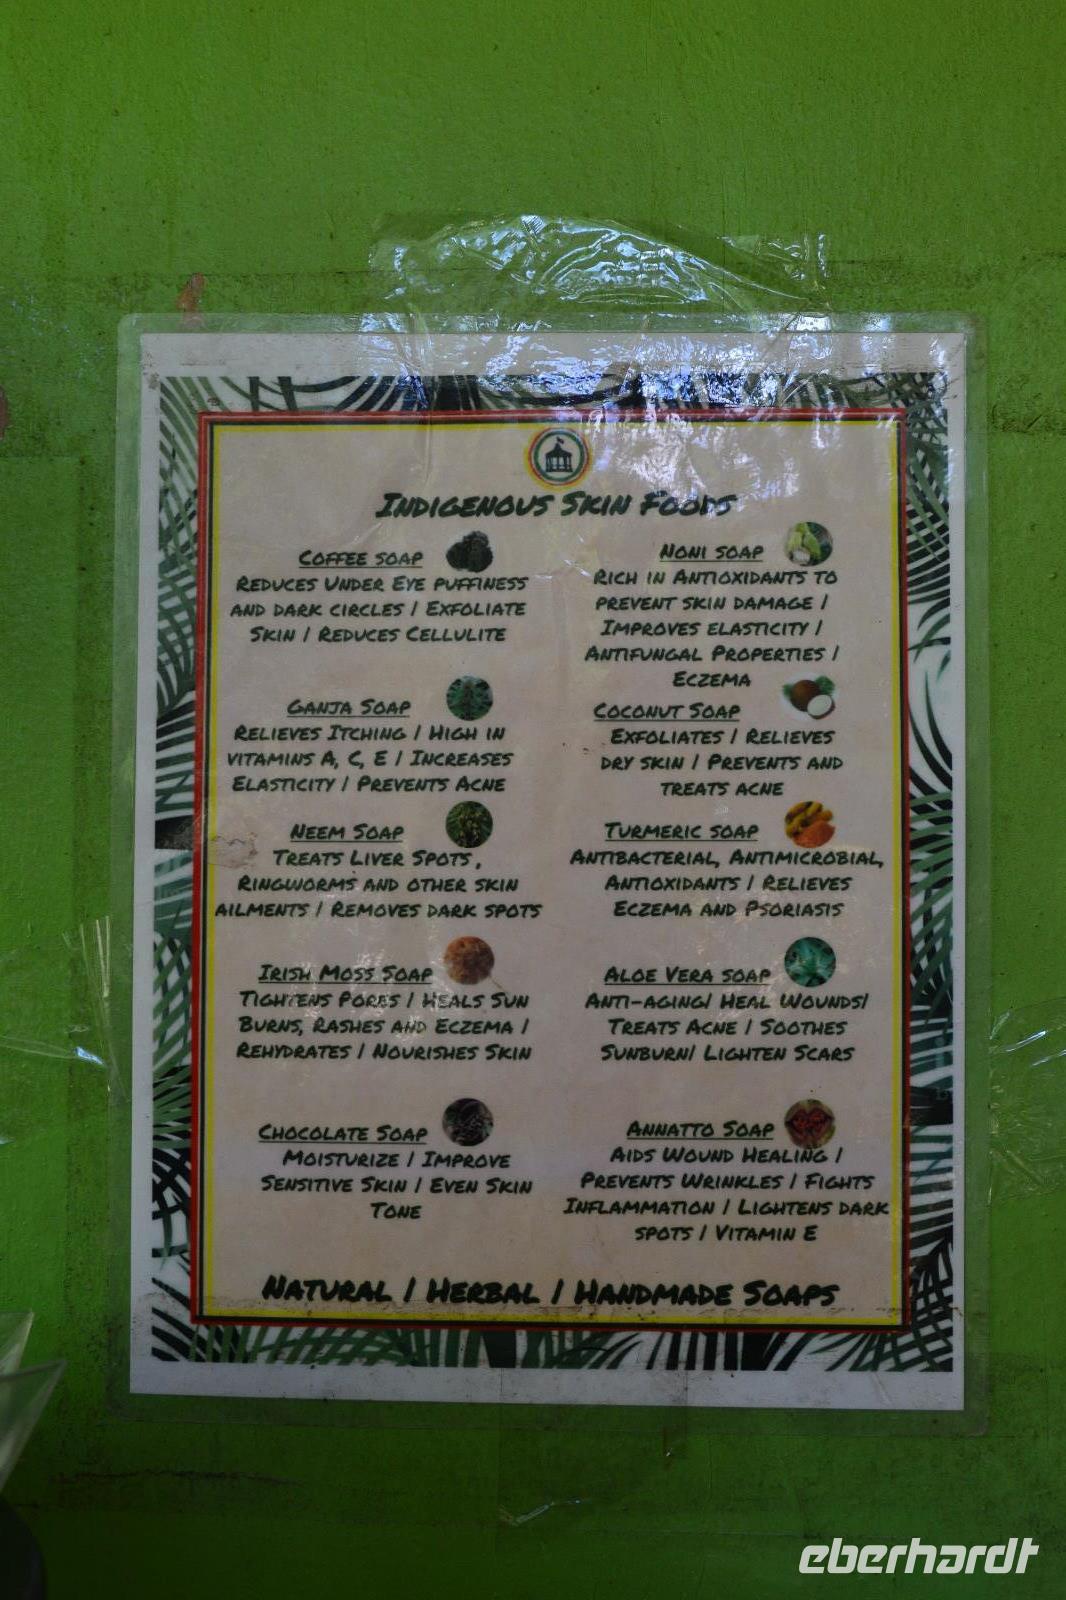 Indigenous Skin Foods
Coffee soap
Reduces Under Eye puffiness
and dark circles | Exfoliate
Skin | Reduces Cellulite
Ganja Soap
Relieves Itching | High in
vitamins A, C, E | Increases
Elasticity | Prevents Acne
Neem Soap
Treats Liver Spots,
Ringworms and other skin
ailments | Removes dark spots
Irish Moss Soap
Tightens Pores | Heals Sun
Burns, rashes and Eczema |
Rehydrates | Nourishes Skin
Chocolate Soap
Moisturize | Improve
Sensitive Skin | Even Skin
Tone
Noni soap
Rich in Antioxidants to
prevent skin damage |
Improves elasticity |
Antifungal Properties |
Eczema
Coconut Soap
Exfoliates | Relieves
dry skin | Prevents and
treats acne
Turmeric soap
Antibacterial, Antimicrobial,
Antioxidants | Relieves
Eczema and Psoriasis
Aloe Vera soap
Anti-aging| Heal Wounds|
Treats Acne | Soothes
Sunburn| Lighten Scars
Annatto Soap
Aids Wound Healing |
Prevents Wrinkles | Fights
Inflammation | Lightens dark
spots | Vitamin E
Natural | Herbal | Handmade Soaps
eberhardt